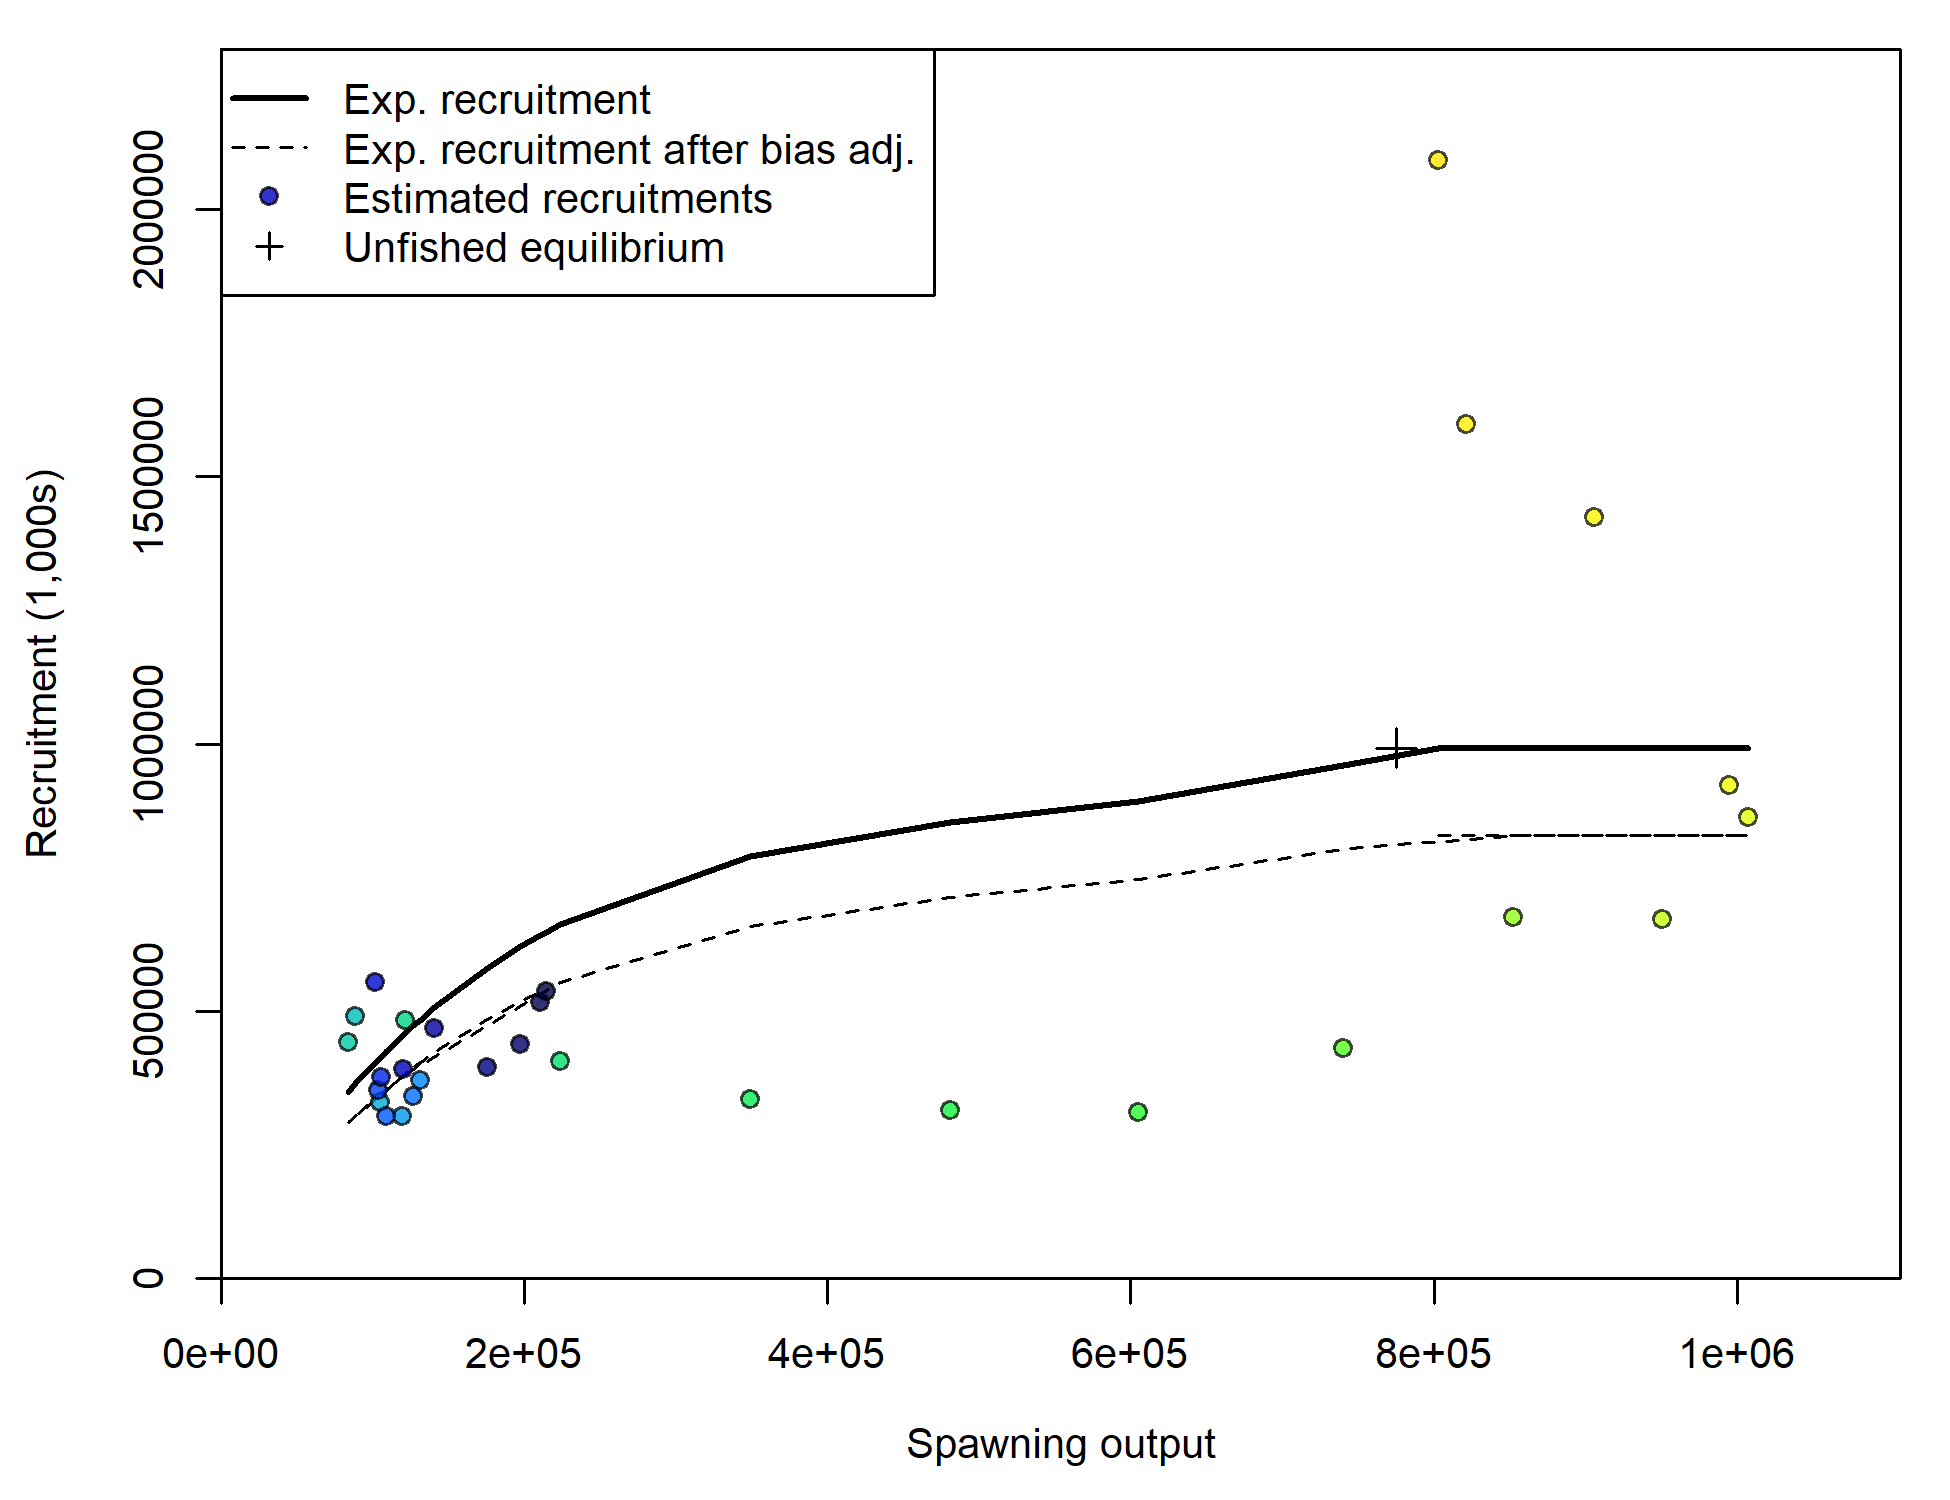 Exp. recruitment
Exp. recruitment after bias adj.
Estimated recruitments
Unfished equilibrium
Recruitment (1,000s)
2000000
1500000
1000000
500000
0
0e+00
2e+05
4e+05
6e+05
8e+05
1e+06
Spawning output